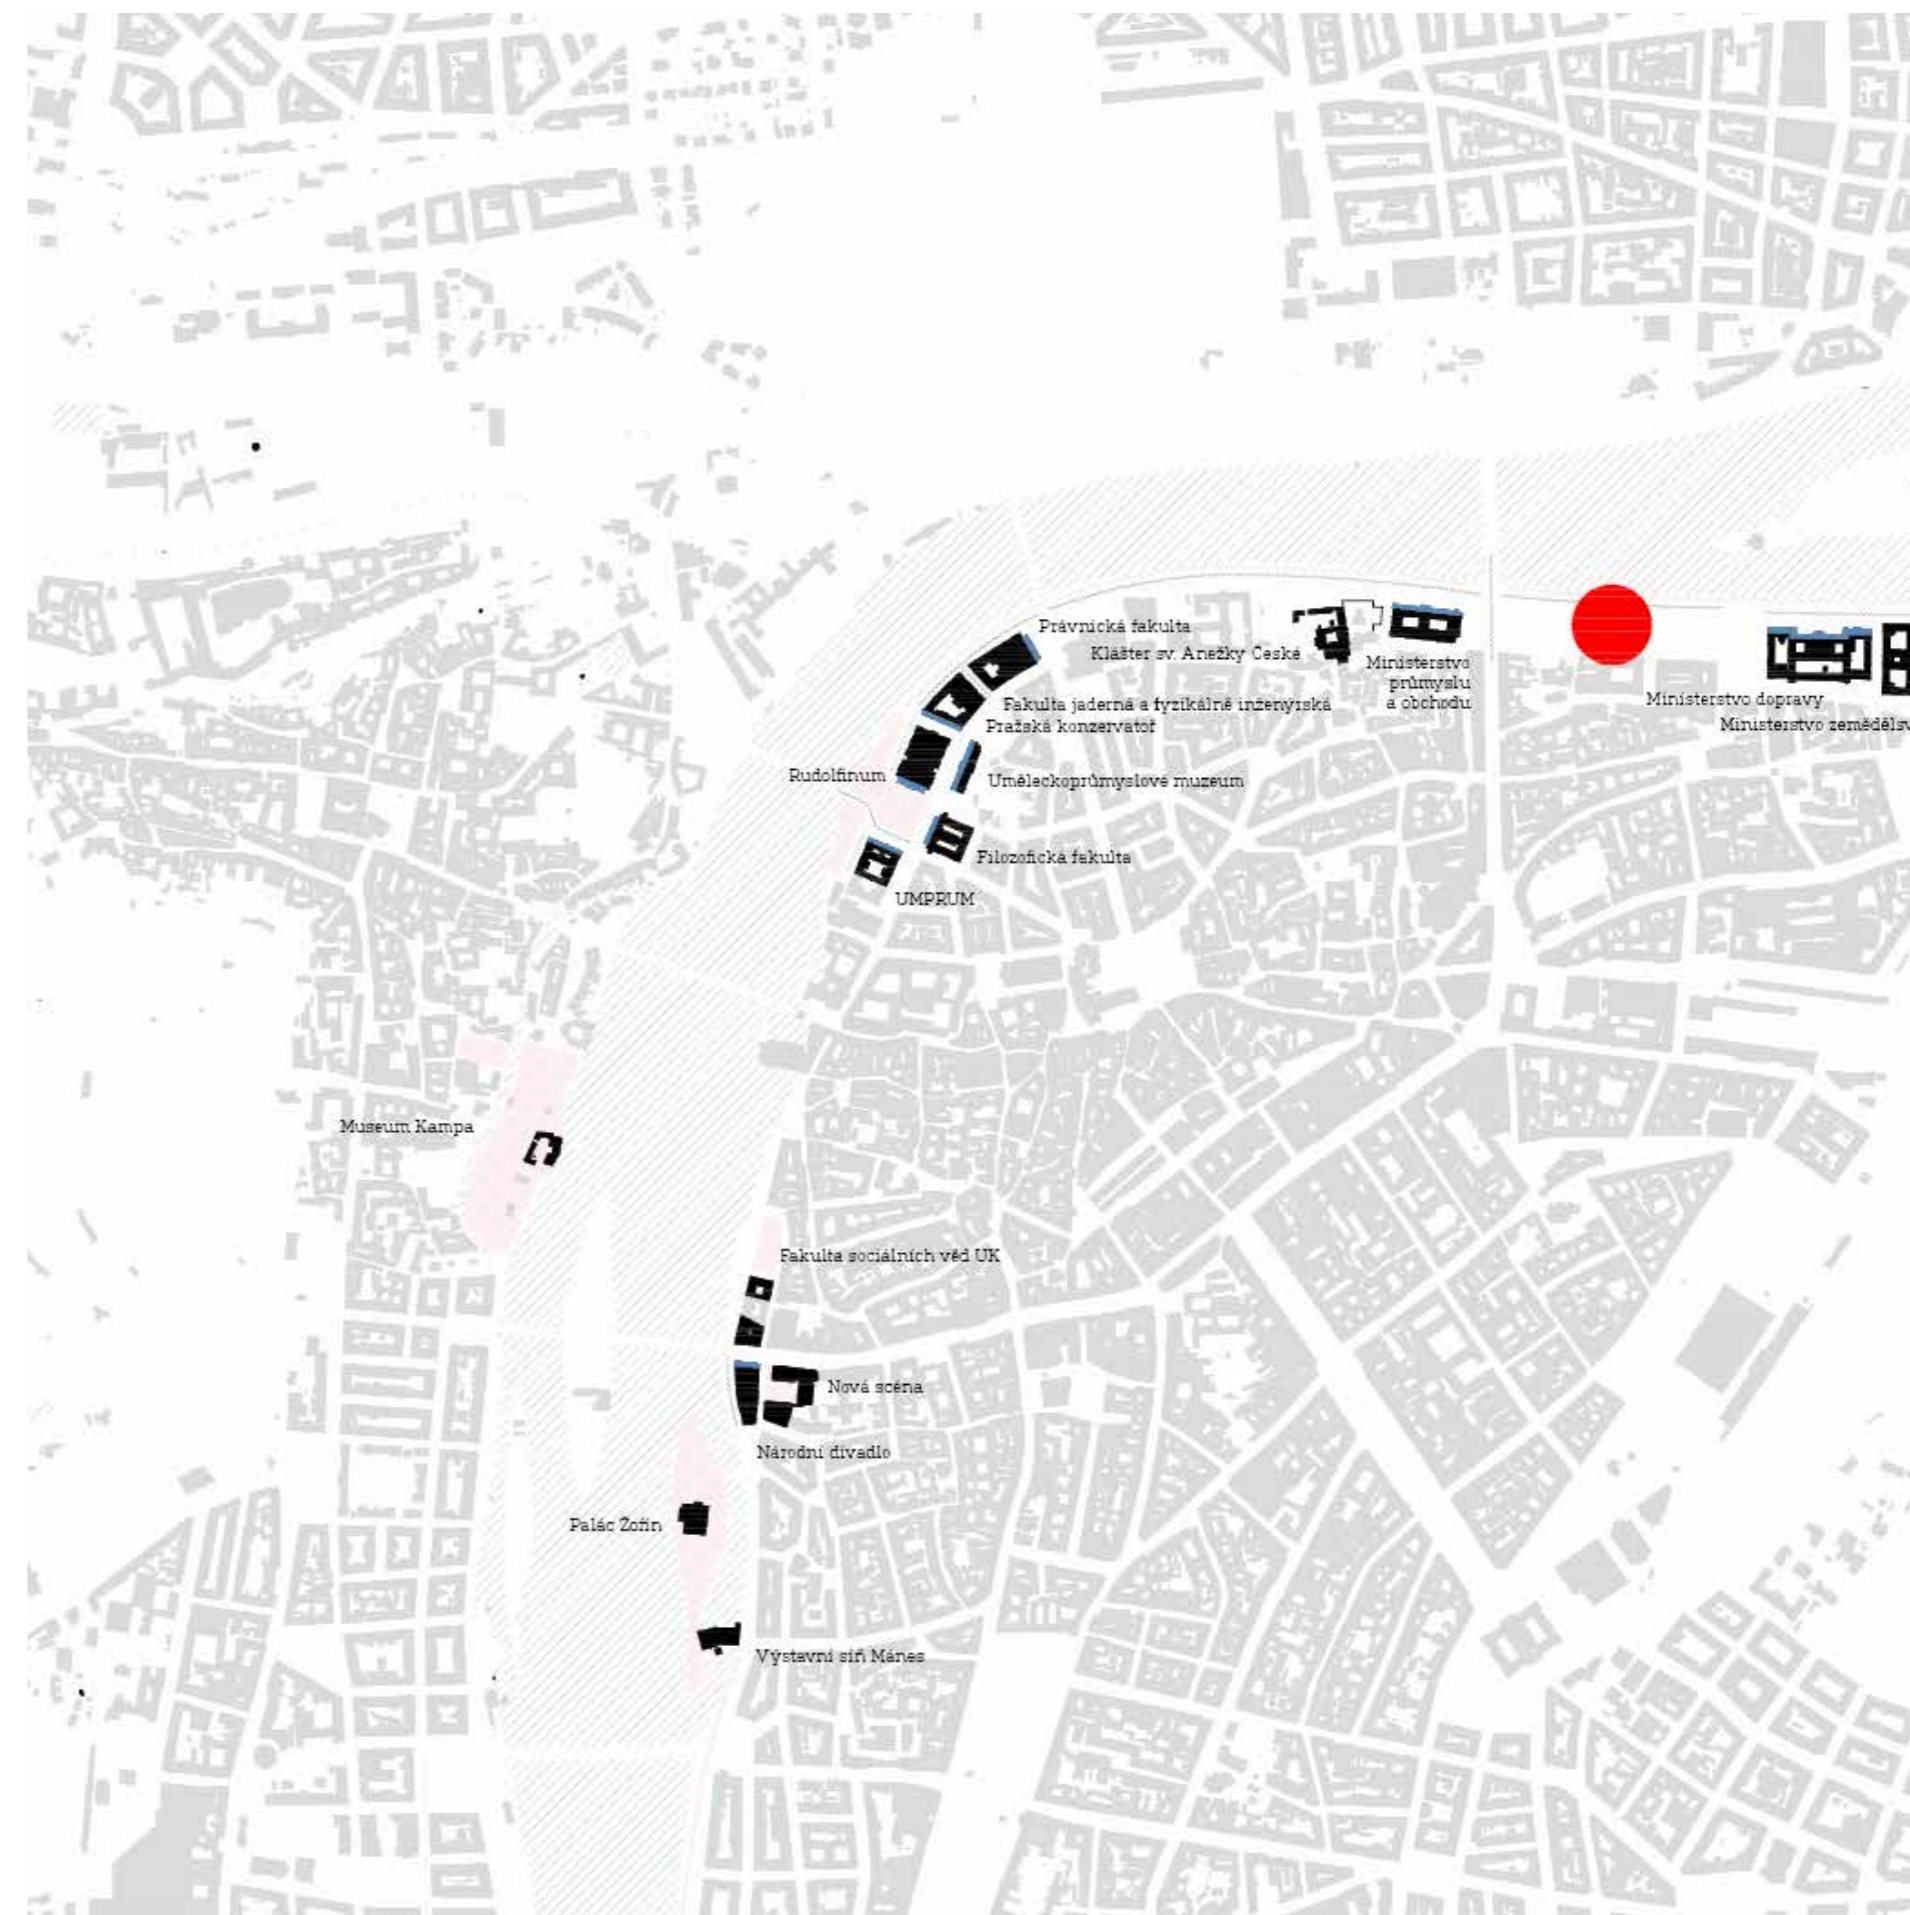 Právnická fakulta
Klášter sv. Anežky České
Ministerstvo
průmyslu
a obchodu
Fakulta jaderná a fyzikálně inženýrská
Pražská konzervatoř
Ministerstvo dopravy
Ministerstvo zemědělsv
Rudolfinum
Uměleckoprůmyslové muzeum
Filozofická fakulta
UMPRUM
Museum Kampa
Fakulta sociálních věd UK
Nová scéna
Národní divadlo
Palác Žofín
Výstavní síň Mánes